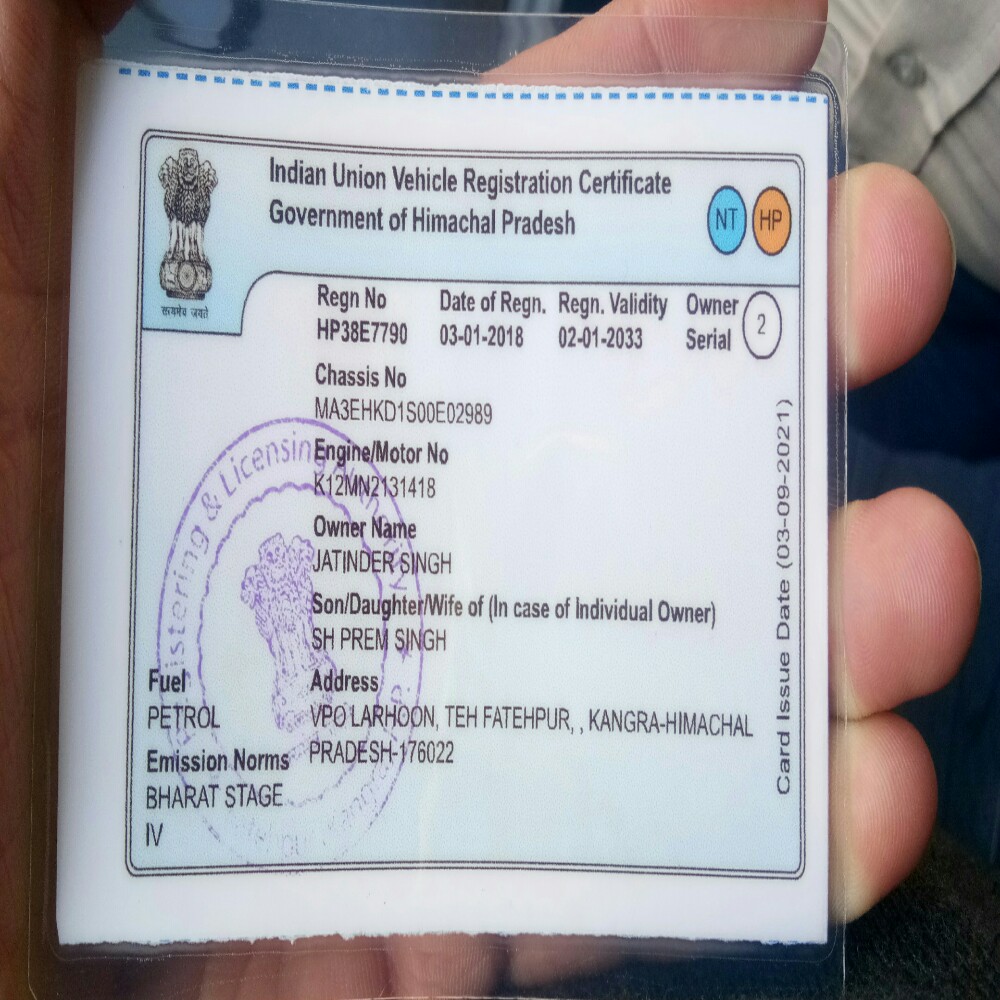 Indian Union Vehicle Registration Certificate
Government of Himachal Pradesh
NT HP
सत्यमेव जयते
Regn No Date of Regn. Regn. Validity Owner Serial 2
HP38E7790 03-01-2018 02-01-2033
Chassis No
MA3EHKD1S00E02989
Engine/Motor No
K12MN2131418
Owner Name
JATINDER SINGH
Son/Daughter/Wife of (In case of Individual Owner)
SH PREM SINGH
Fuel
PETROL
Emission Norms
BHARAT STAGE
IV
Address
VPO LARHOON, TEH FATEHPUR, , KANGRA-HIMACHAL
PRADESH-176022
Card Issue Date (03-09-2021)
& Licensing